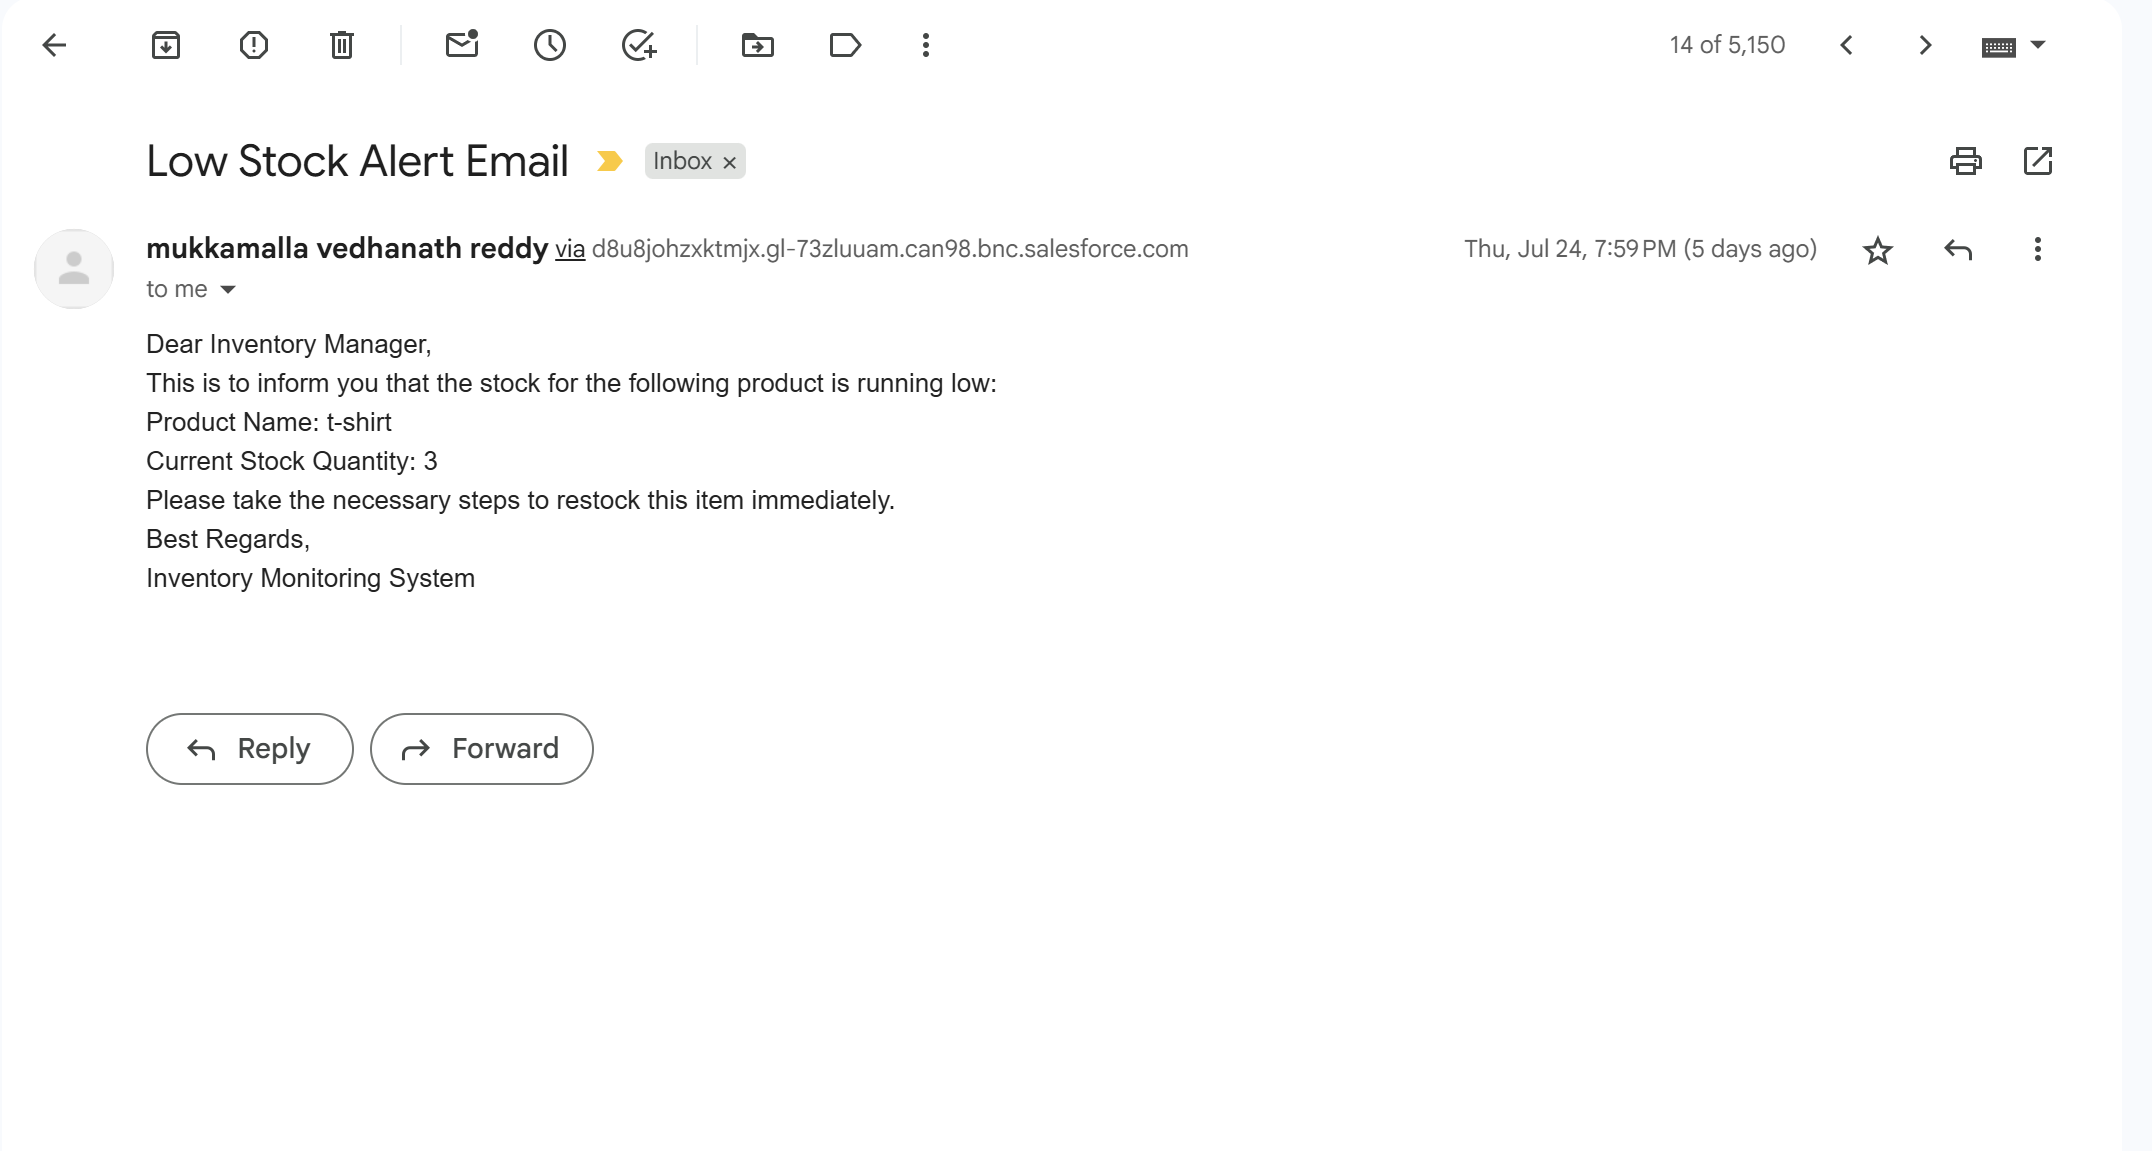 14 of 5,150
Low Stock Alert Email
Inbox ×
mukkamalla vedhanath reddy via d8u8johzxktmjx.gl-73zluuam.can98.bnc.salesforce.com
Thu, Jul 24, 7:59 PM (5 days ago)
to me
Dear Inventory Manager,
This is to inform you that the stock for the following product is running low:
Product Name: t-shirt
Current Stock Quantity: 3
Please take the necessary steps to restock this item immediately.
Best Regards,
Inventory Monitoring System
Reply
Forward